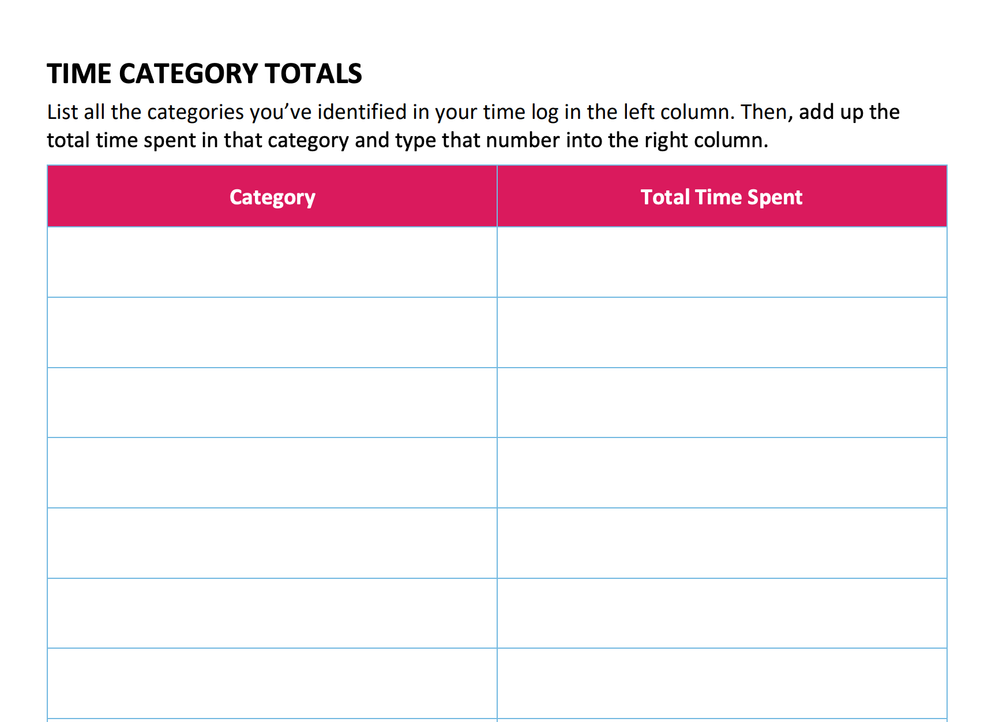 TIME CATEGORY TOTALS
List all the categories you’ve identified in your time log in the left column. Then, add up the
total time spent in that category and type that number into the right column.
Category
Total Time Spent